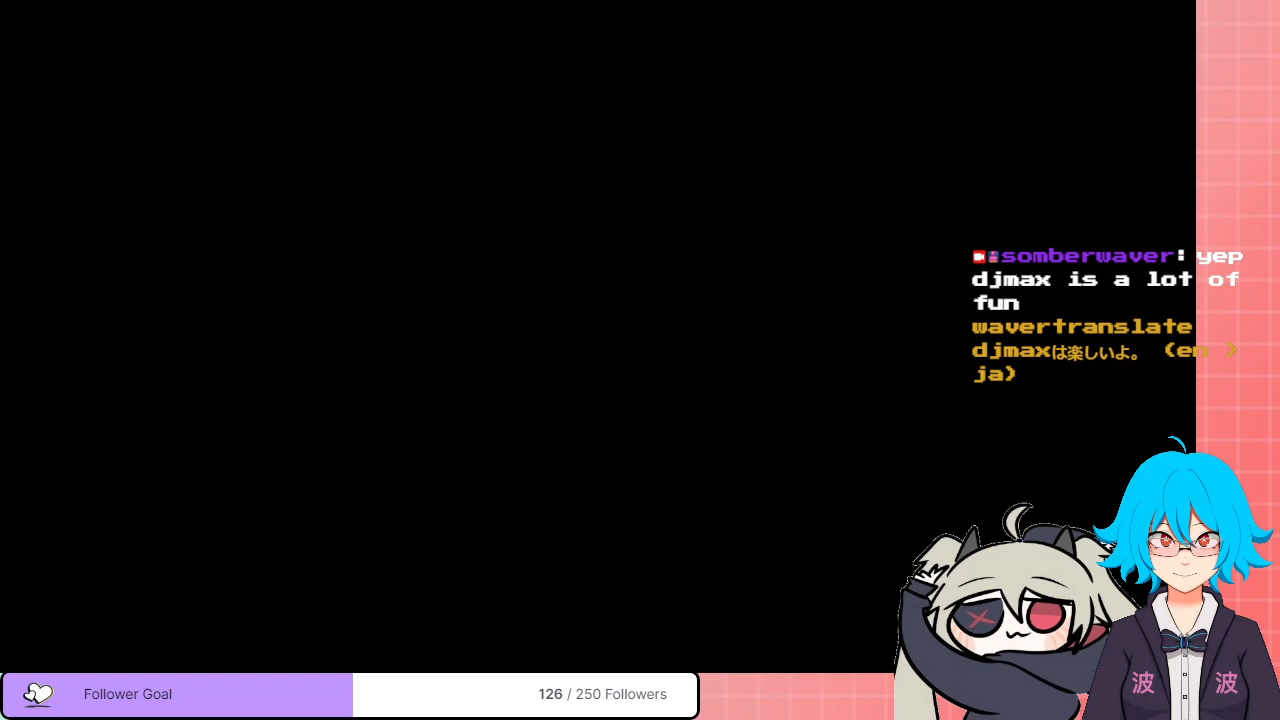 somberwaver: yep
djmax is a lot of
fun
wavertranslate
djmaxは楽しいよ。 (en >
ja)
波 波
Follower Goal 126 / 250 Followers